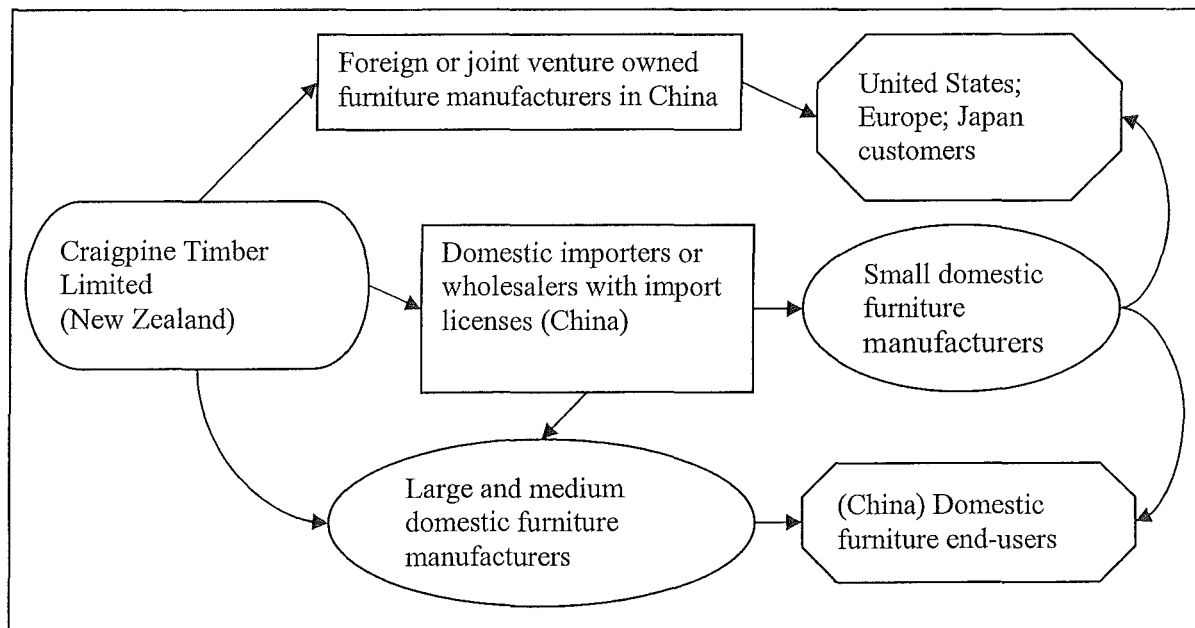 Foreign or joint venture owned
furniture manufacturers in China
United States;
Europe; Japan
customers
Craigpine Timber
Limited
(New Zealand)
Domestic importers or
wholesalers with import
licenses (China)
Small domestic
furniture
manufacturers
Large and medium
domestic furniture
manufacturers
(China) Domestic
furniture end-users